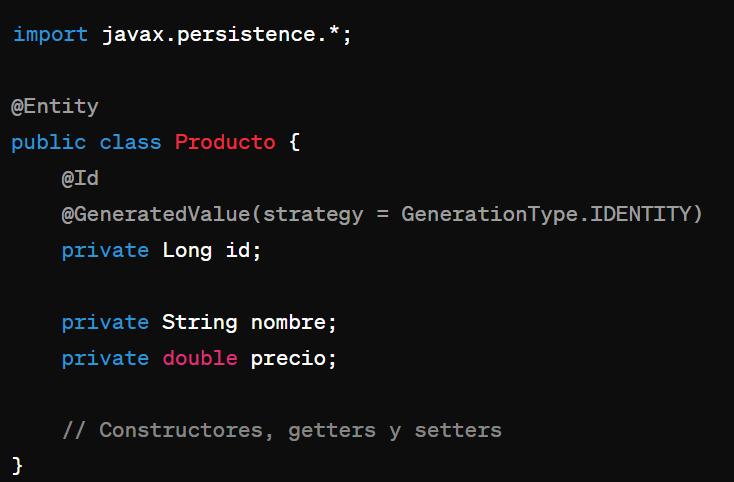 import javax.persistence.*;
@Entity
public class Producto {
@Id
@GeneratedValue(strategy = GenerationType.IDENTITY)
private Long id;
private String nombre;
private double precio;
// Constructores, getters y setters
}